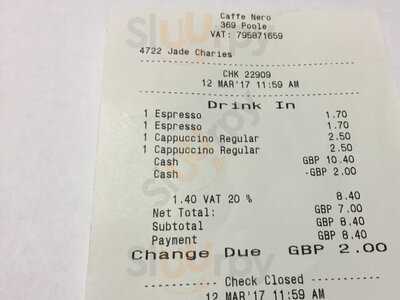 Caffe Nero
369 Poole
VAT: 795871659
4722 Jade Charies
CHK 22909
12 MAR'17 11:59 AM
Drink In
1 Espresso 1.70
1 Espresso 1.70
1 Cappuccino Regular 2.50
1 Cappuccino Regular 2.50
Cash GBP 10.40
Cash -GBP 2.00
1.40 VAT 20 % 8.40
Net Total: GBP 7.00
Subtotal GBP 8.40
Payment GBP 8.40
Change Due GBP 2.00
Check Closed
12 MAR'17 11:59 AM